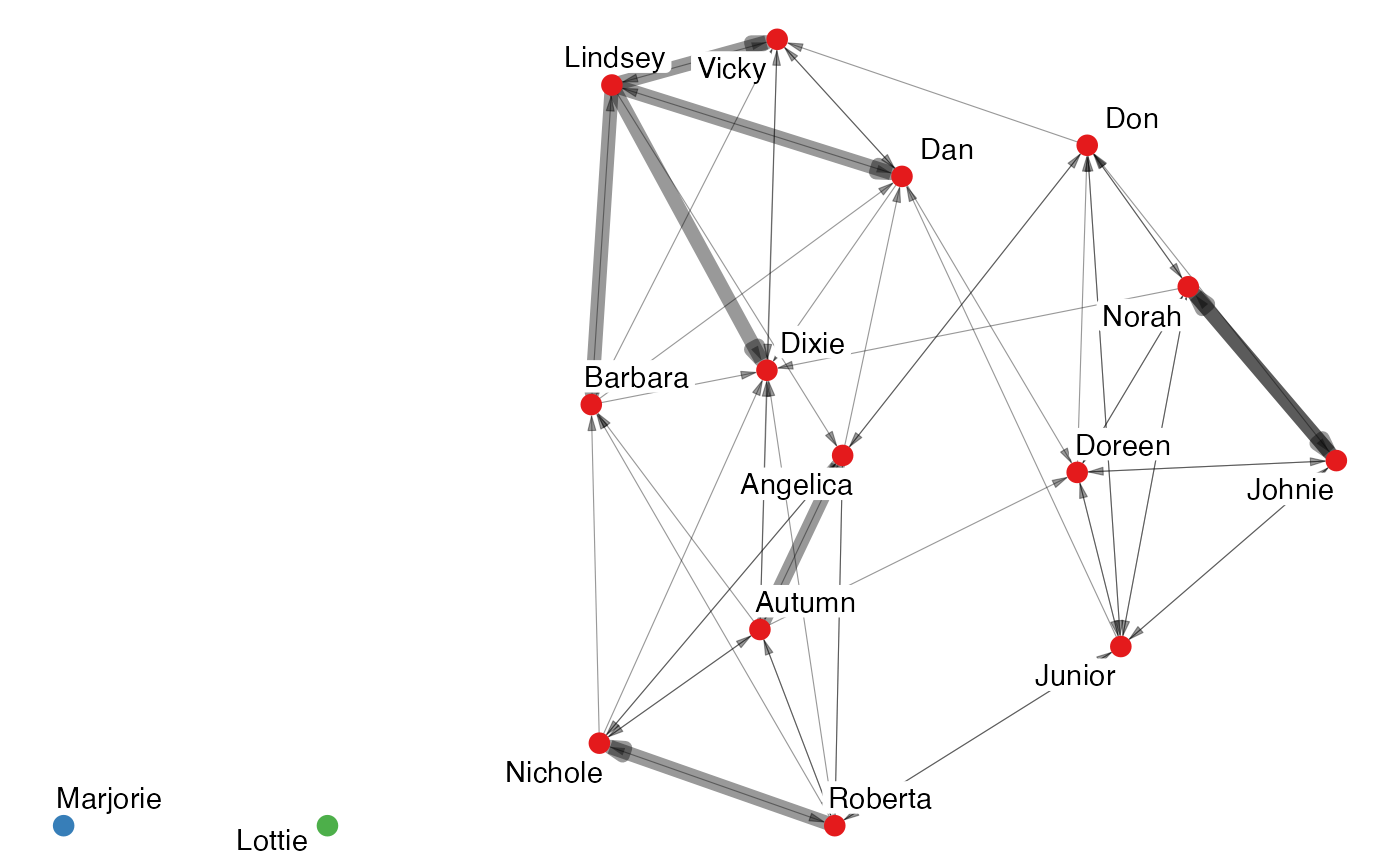 Lindsey
Vicky
Don
Dan
Norah
Dixie
Barbara
Doreen
Angelica
Johnie
Autumn
Junior
Nichole
Marjorie
Roberta
Lottie